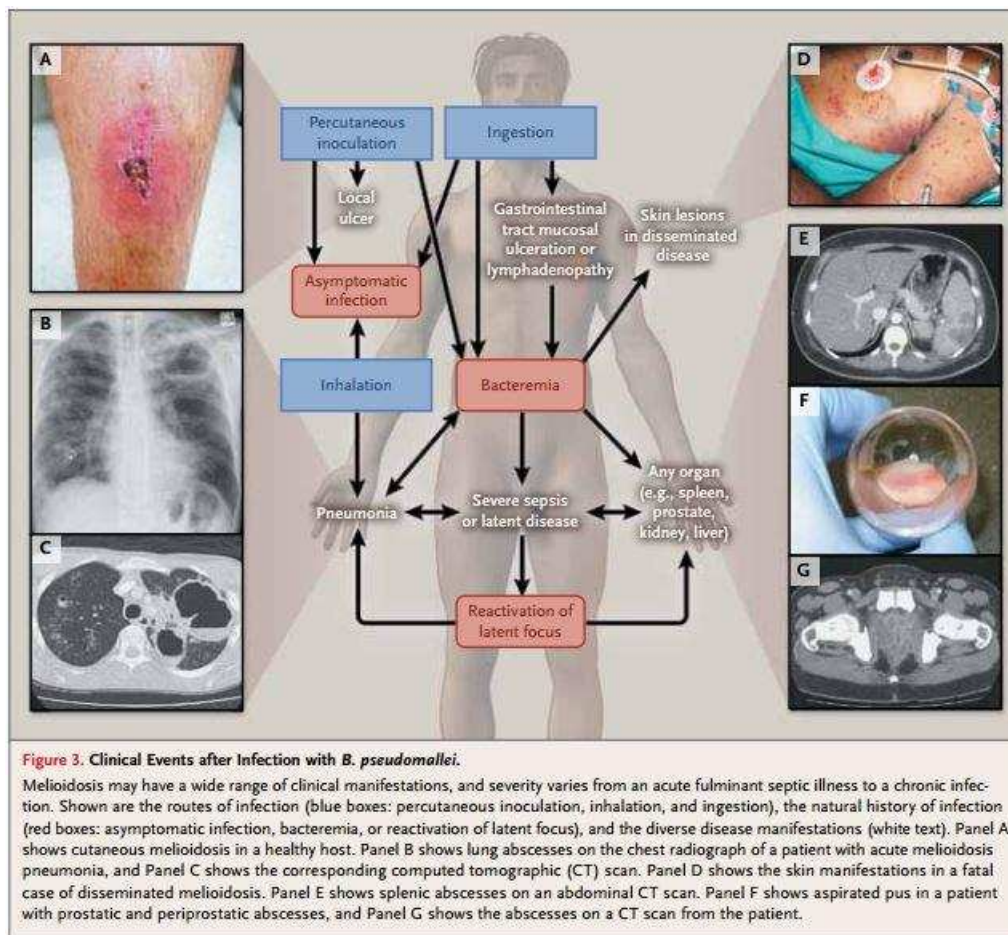 A
Percutaneous
inoculation
Ingestion
D
Local
ulcer
Gastrointestinal
tract mucosal
ulceration or
lymphadenopathy
Skin lesions
in disseminated
disease
E
Asymptomatic
infection
B
Inhalation
Bacteremia
F
Pneumonia
Severe sepsis
or latent disease
Any organ
(e.g., spleen,
prostate,
kidney, liver)
C
G
Reactivation of
latent focus
Figure 3. Clinical Events after Infection with B. pseudomallei.
Melioidosis may have a wide range of clinical manifestations, and severity varies from an acute fulminant septic illness to a chronic infec-
tion. Shown are the routes of infection (blue boxes: percutaneous inoculation, inhalation, and ingestion), the natural history of infection
(red boxes: asymptomatic infection, bacteremia, or reactivation of latent focus), and the diverse disease manifestations (white text). Panel A
shows cutaneous melioidosis in a healthy host. Panel B shows lung abscesses on the chest radiograph of a patient with acute melioidosis
pneumonia, and Panel C shows the corresponding computed tomographic (CT) scan. Panel D shows the skin manifestations in a fatal
case of disseminated melioidosis. Panel E shows splenic abscesses on an abdominal CT scan. Panel F shows aspirated pus in a patient
with prostatic and periprostatic abscesses, and Panel G shows the abscesses on a CT scan from the patient.